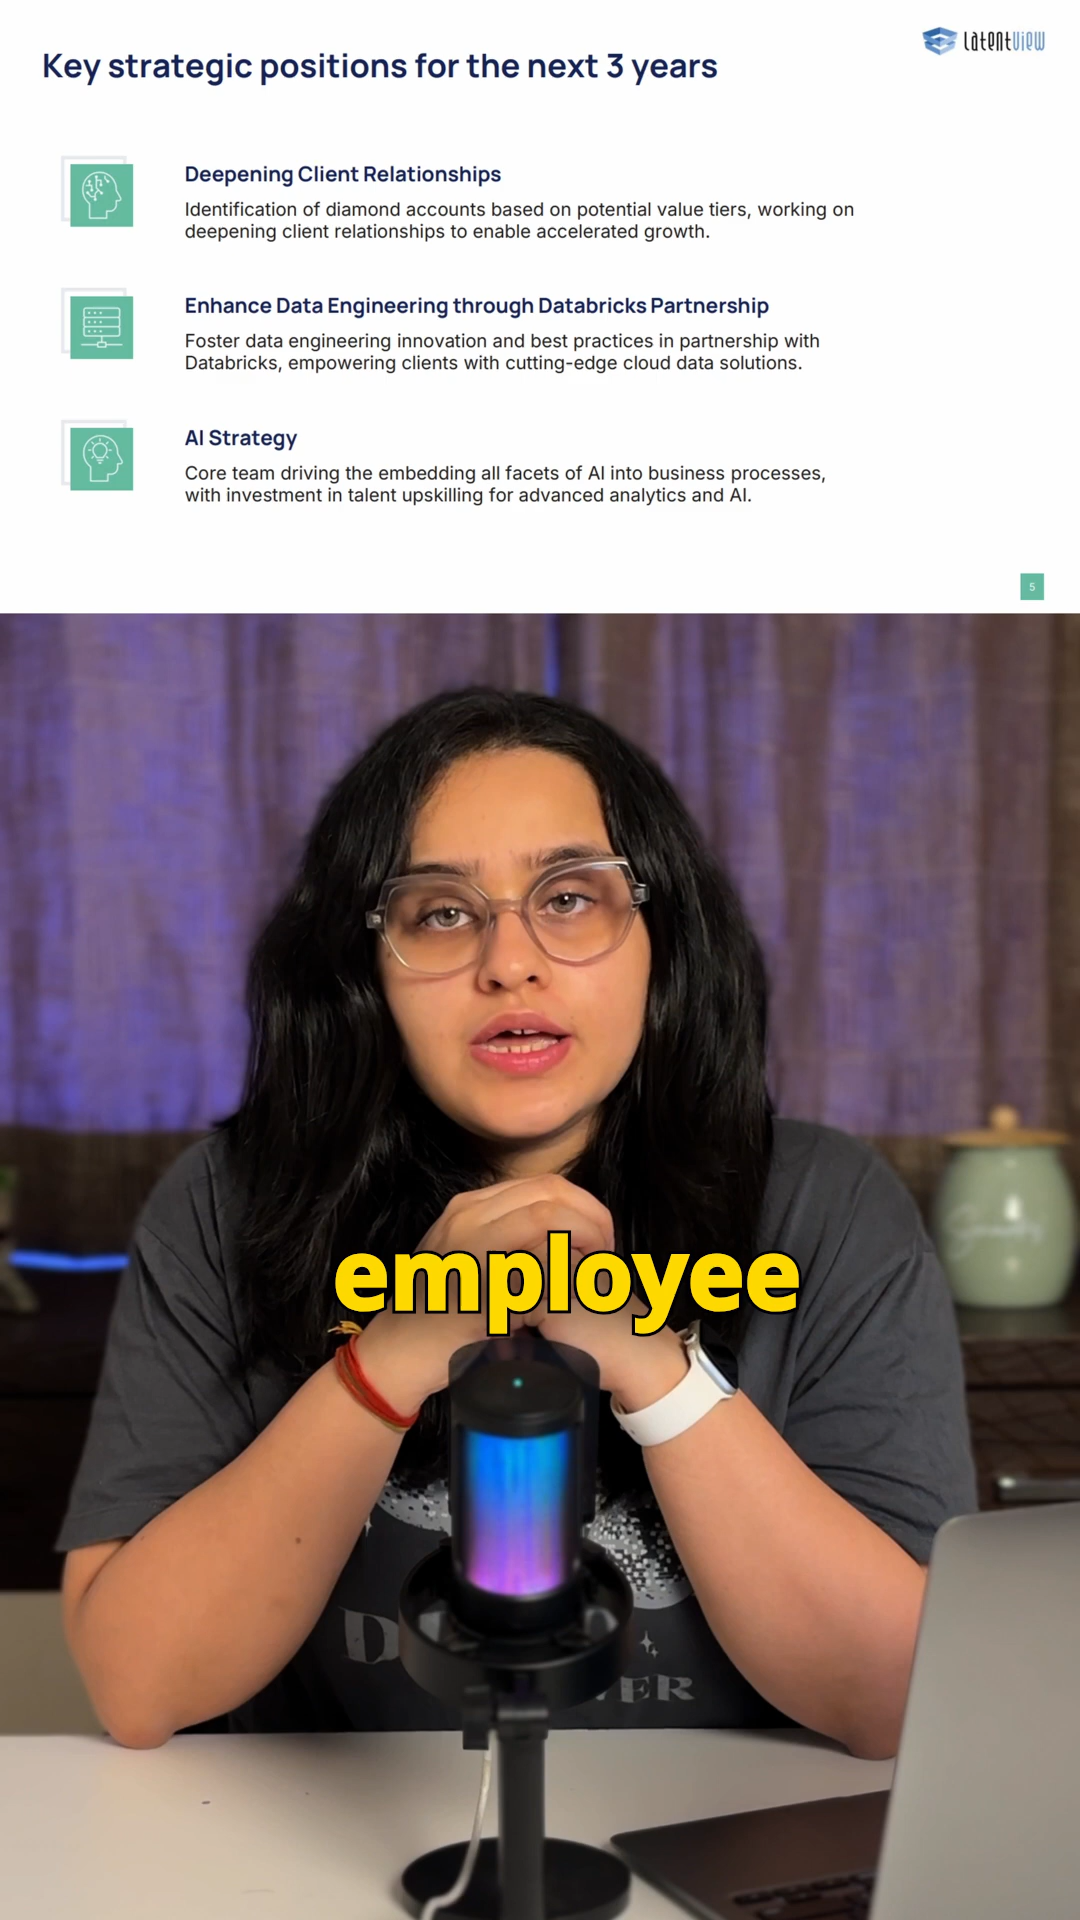 LatentView
Key strategic positions for the next 3 years
Deepening Client Relationships
Identification of diamond accounts based on potential value tiers, working on
deepening client relationships to enable accelerated growth.
Enhance Data Engineering through Databricks Partnership
Foster data engineering innovation and best practices in partnership with
Databricks, empowering clients with cutting-edge cloud data solutions.
AI Strategy
Core team driving the embedding all facets of AI into business processes,
with investment in talent upskilling for advanced analytics and AI.
5
employee